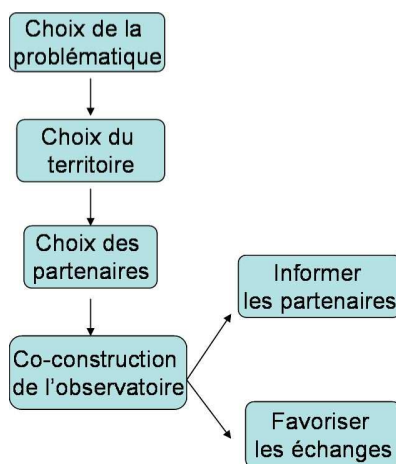 Choix de la
problématique
Choix du
territoire
Choix des
partenaires
Informer
les partenaires
Co-construction
de l'observatoire
Favoriser
les échanges